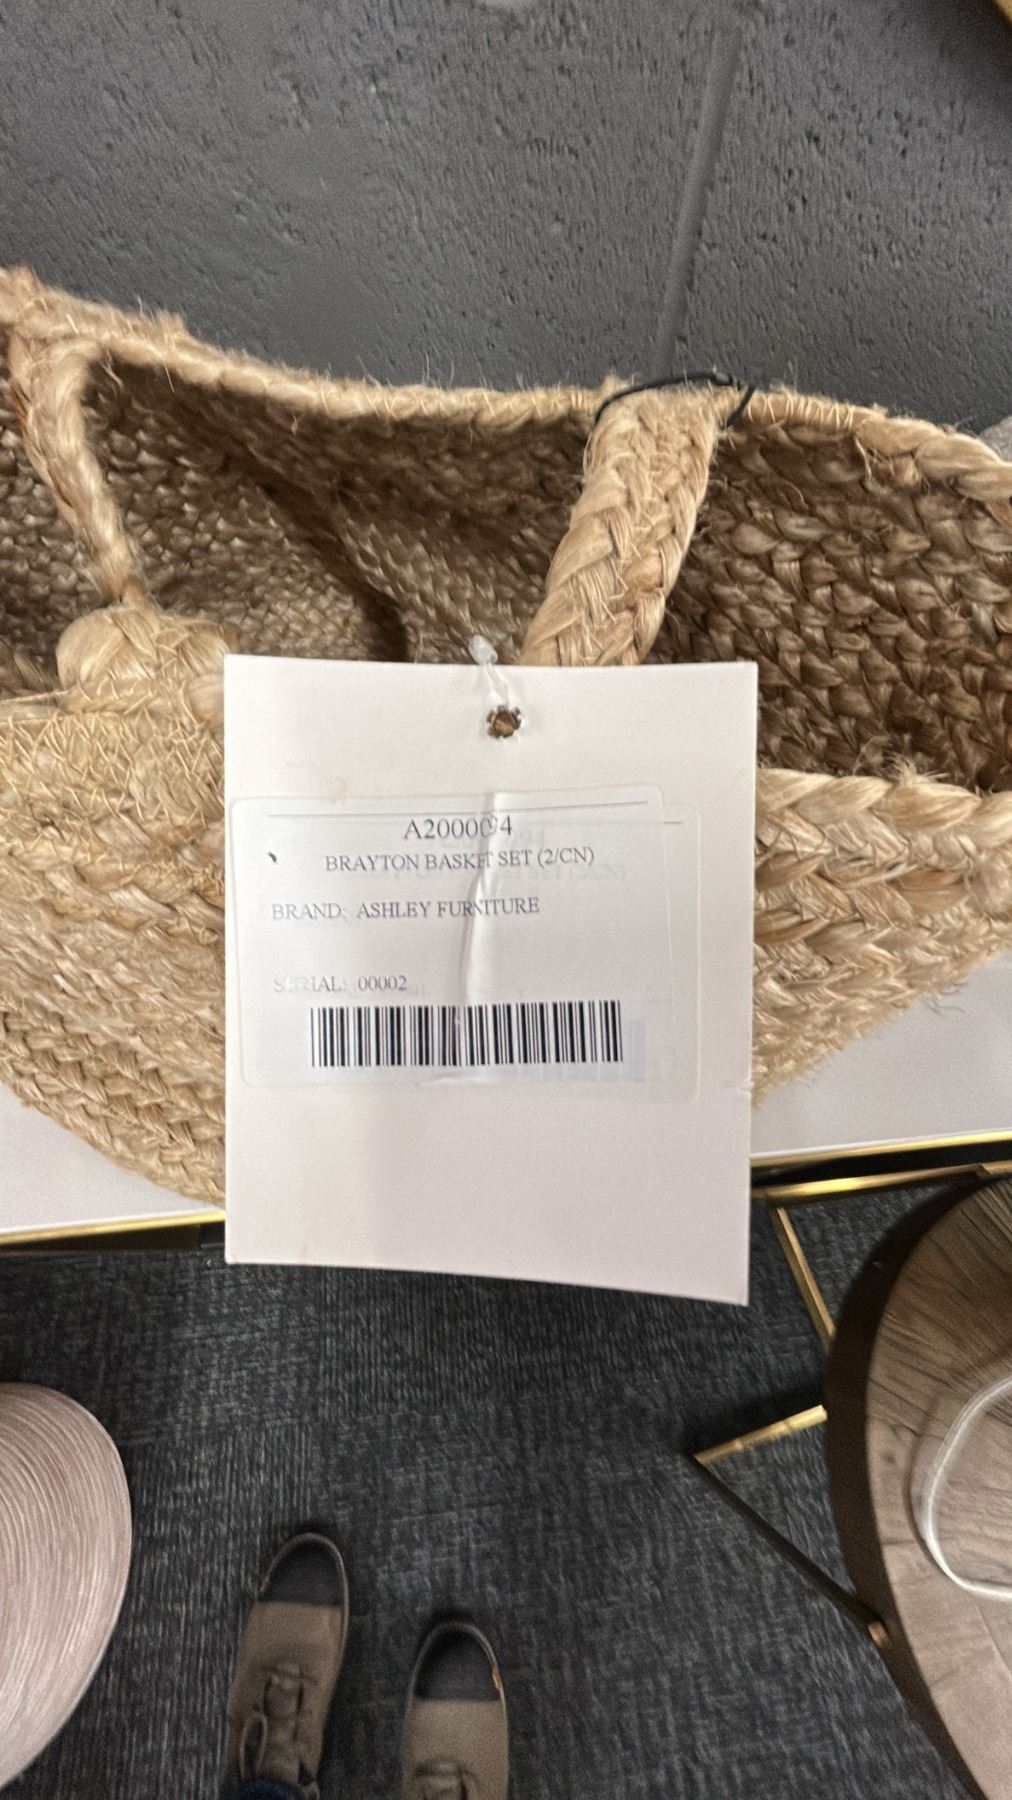 A2000094
BRAYTON BASKET SET (2/CN)
BRAND: ASHLEY FURNITURE
SERIAL: 00002